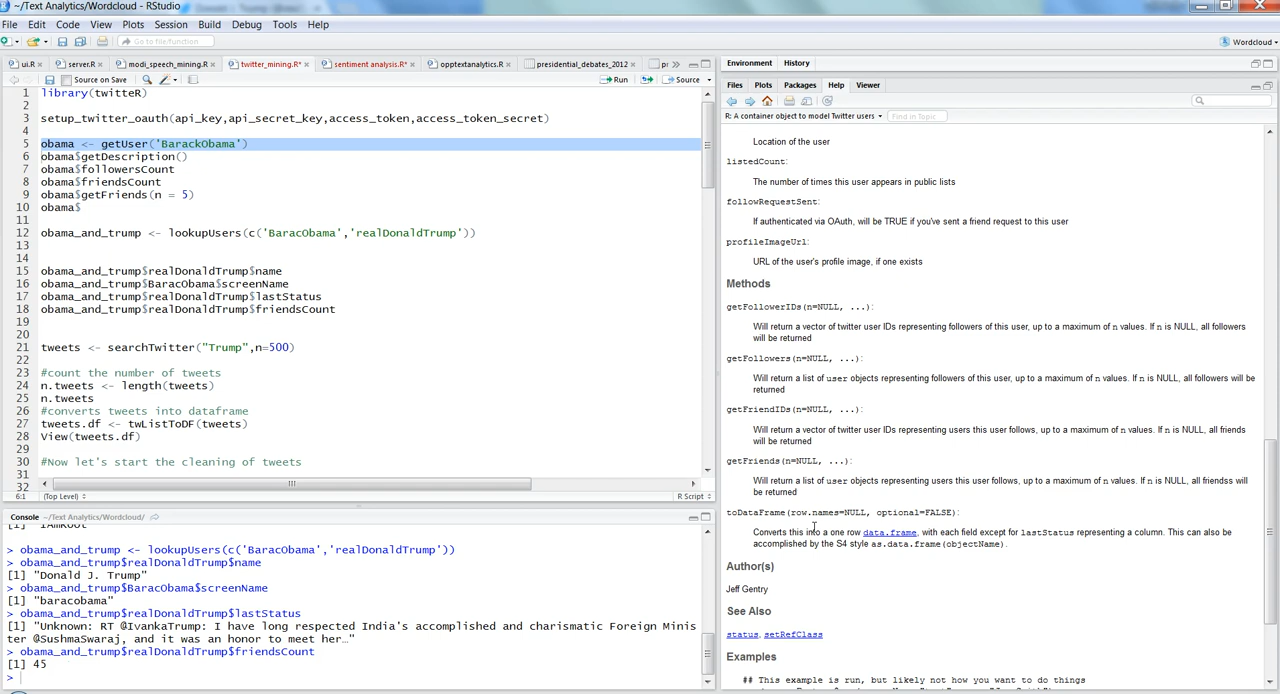 ~/Text Analytics/Wordcloud - RStudio
File Edit Code View Plots Session Build Debug Tools Help
Go to file/function
Wordcloud
ui.R server.R modi_speech_mining.R twitter_mining.R* sentiment analysis.R* opptextanalytics.R presidential_debates_2012 pr
Source on Save Run Source
1 library(twitteR)
2
3 setup_twitter_oauth(api_key,api_secret_key,access_token,access_token_secret)
4
5 obama <- getUser('BarackObama')
6 obama$getDescription()
7 obama$followersCount
8 obama$friendsCount
9 obama$getFriends(n = 5)
10 obama$
11
12 obama_and_trump <- lookupUsers(c('BaracObama','realDonaldTrump'))
13
14
15 obama_and_trump$realDonaldTrump$name
16 obama_and_trump$BaracObama$screenName
17 obama_and_trump$realDonaldTrump$lastStatus
18 obama_and_trump$realDonaldTrump$friendsCount
19
20
21 tweets <- searchTwitter("Trump",n=500)
22
23 #count the number of tweets
24 n.tweets <- length(tweets)
25 n.tweets
26 #converts tweets into dataframe
27 tweets.df <- twListToDF(tweets)
28 View(tweets.df)
29
30 #Now let's start the cleaning of tweets
31
32
6:1 (Top Level) R Script
Console ~/Text Analytics/Wordcloud/
[1] "IAmRoot"
> obama_and_trump <- lookupUsers(c('BaracObama','realDonaldTrump'))
> obama_and_trump$realDonaldTrump$name
[1] "Donald J. Trump"
> obama_and_trump$BaracObama$screenName
[1] "baracobama"
> obama_and_trump$realDonaldTrump$lastStatus
[1] "Unknown: RT @IvankaTrump: I have long respected India's accomplished and charismatic Foreign Minis
ter @SushmaSwaraj, and it was an honor to meet her…"
> obama_and_trump$realDonaldTrump$friendsCount
[1] 45
>
Environment History
Files Plots Packages Help Viewer
R: A container object to model Twitter users Find in Topic
Location of the user
listedCount:
The number of times this user appears in public lists
followRequestSent:
If authenticated via OAuth, will be TRUE if you've sent a friend request to this user
profileImageUrl:
URL of the user's profile image, if one exists
Methods
getFollowerIDs(n=NULL, ...):
Will return a vector of twitter user IDs representing followers of this user, up to a maximum of n values. If n is NULL, all followers
will be returned
getFollowers(n=NULL, ...):
Will return a list of user objects representing followers of this user, up to a maximum of n values. If n is NULL, all followers will be
returned
getFriendIDs(n=NULL, ...):
Will return a vector of twitter user IDs representing users this user follows, up to a maximum of n values. If n is NULL, all friends
will be returned
getFriends(n=NULL, ...):
Will return a list of user objects representing users this user follows, up to a maximum of n values. If n is NULL, all friendss will
be returned
toDataFrame(row.names=NULL, optional=FALSE):
Converts this into a one row data.frame, with each field except for lastStatus representing a column. This can also be
accomplished by the S4 style as.data.frame(objectName).
Author(s)
Jeff Gentry
See Also
status, setRefClass
Examples
## This example is run, but likely not how you want to do things